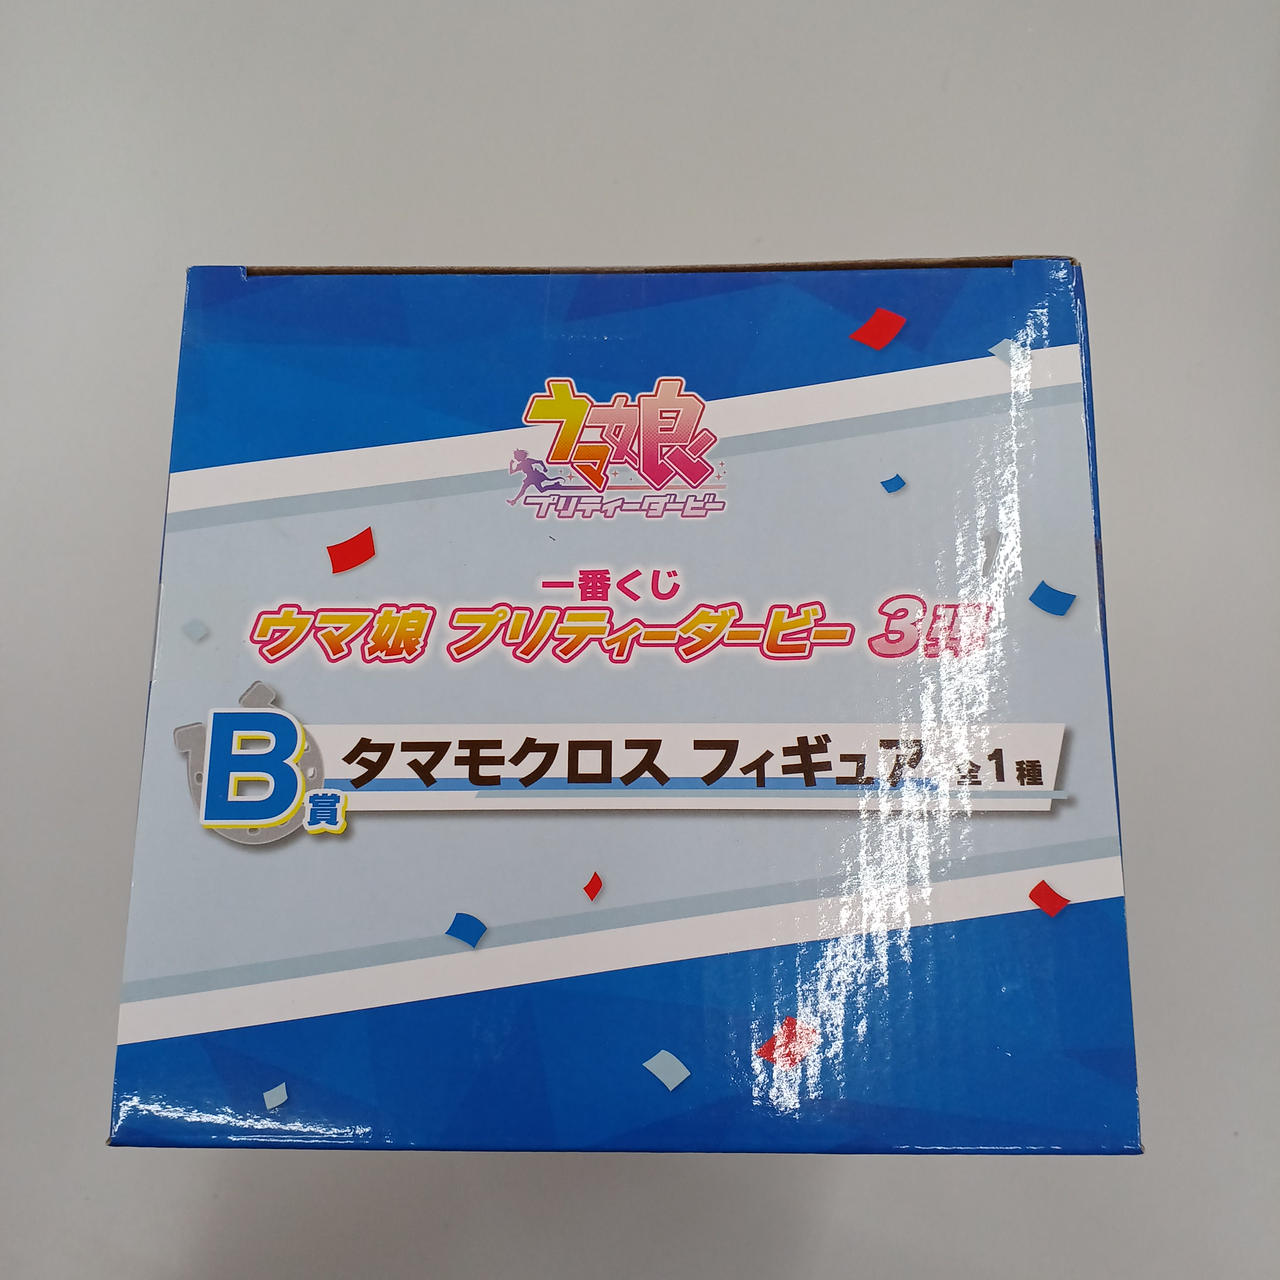 ウマ娘
プリティーダービー
一番くじ
ウマ娘 プリティーダービー 3弾
B賞 タマモクロス フィギュア 全1種